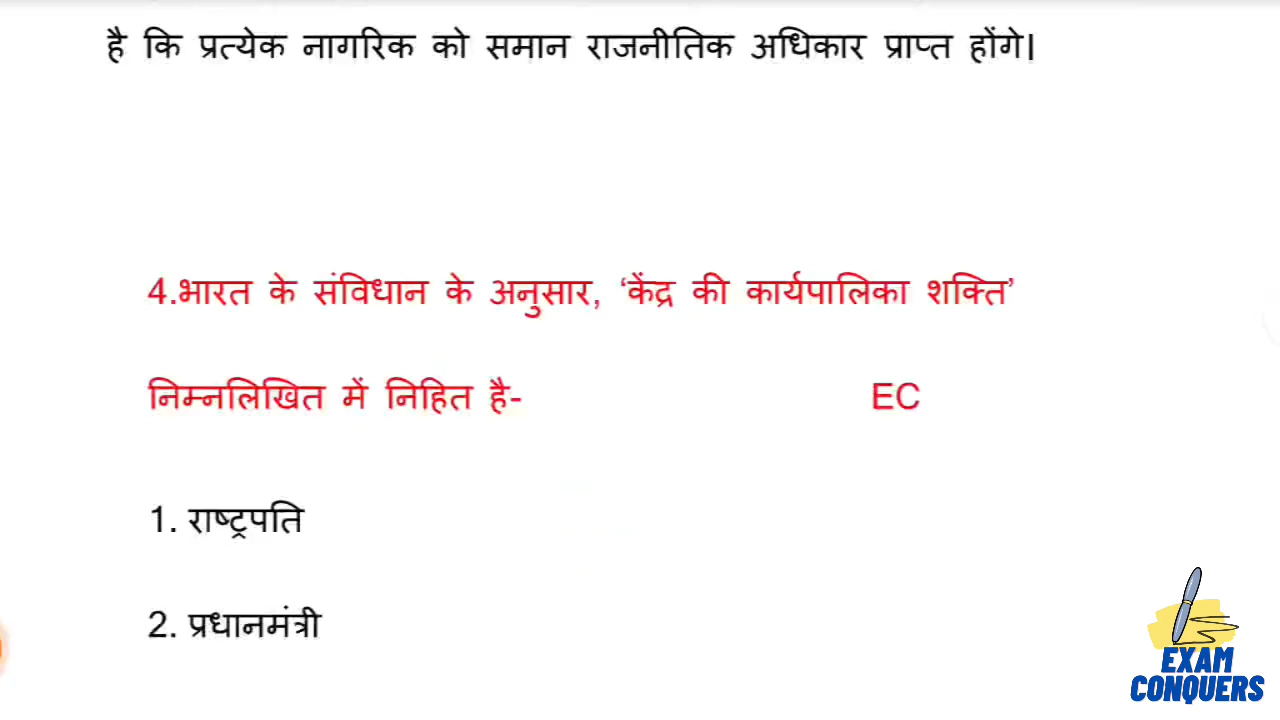 है कि प्रत्येक नागरिक को समान राजनीतिक अधिकार प्राप्त होंगे।
4.भारत के संविधान के अनुसार, ‘केंद्र की कार्यपालिका शक्ति’
निम्नलिखित में निहित है- EC
1. राष्ट्रपति
2. प्रधानमंत्री
EXAM
CONQUERS